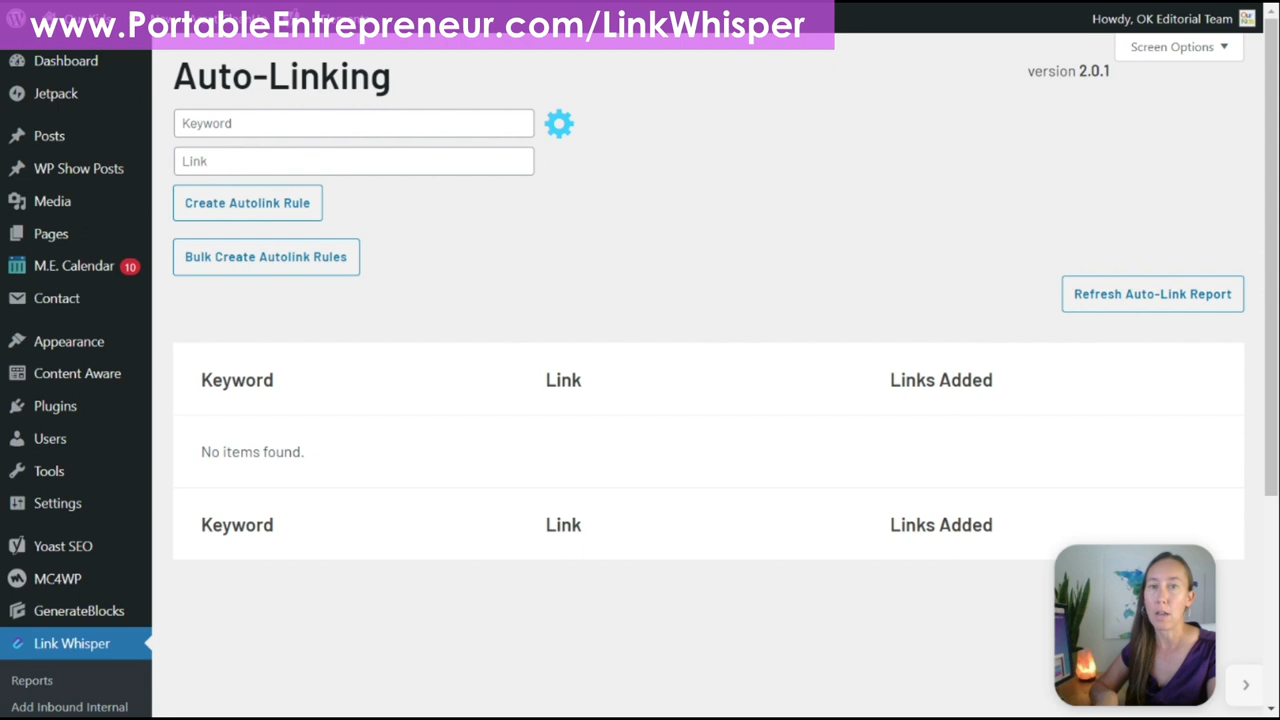 www.PortableEntrepreneur.com/LinkWhisper
Howdy, OK Editorial Team
Screen Options
Dashboard
Jetpack
Posts
WP Show Posts
Media
Pages
M.E. Calendar 10
Contact
Appearance
Content Aware
Plugins
Users
Tools
Settings
Yoast SEO
MC4WP
GenerateBlocks
Link Whisper
Reports
Add Inbound Internal
Auto-Linking
version 2.0.1
Keyword
Link
Create Autolink Rule
Bulk Create Autolink Rules
Refresh Auto-Link Report
Keyword Link Links Added
No items found.
Keyword Link Links Added